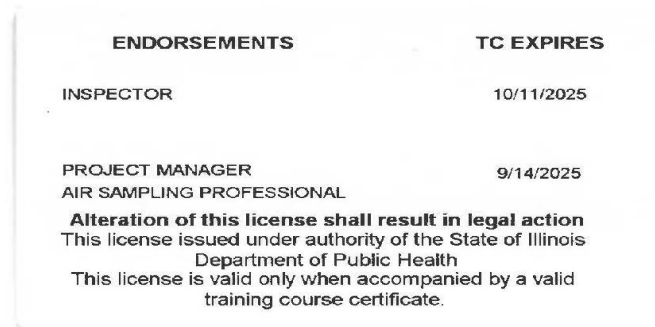 ENDORSEMENTS TC EXPIRES
INSPECTOR 10/11/2025
PROJECT MANAGER 9/14/2025
AIR SAMPLING PROFESSIONAL
Alteration of this license shall result in legal action
This license issued under authority of the State of Illinois
Department of Public Health
This license is valid only when accompanied by a valid
training course certificate.